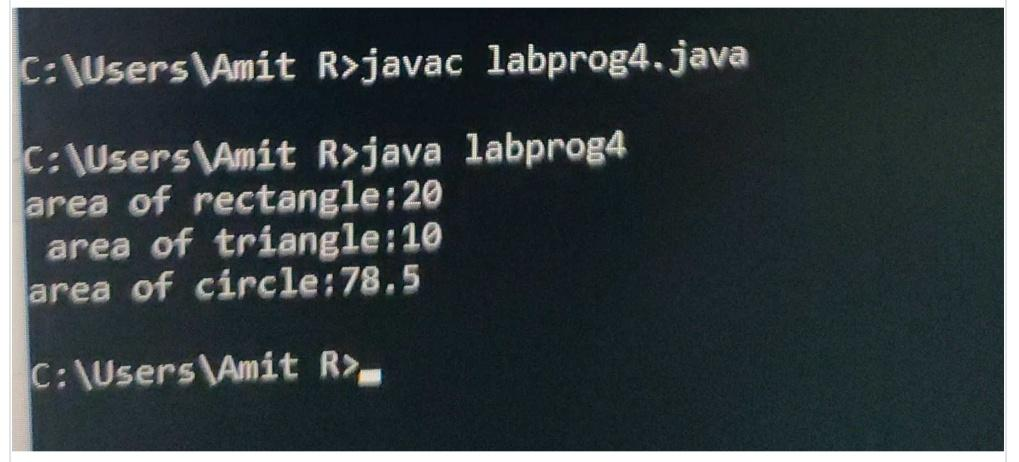 C:\Users\Amit R>javac labprog4.java
C:\Users\Amit R>java labprog4
area of rectangle:20
 area of triangle:10
area of circle:78.5
C:\Users\Amit R>